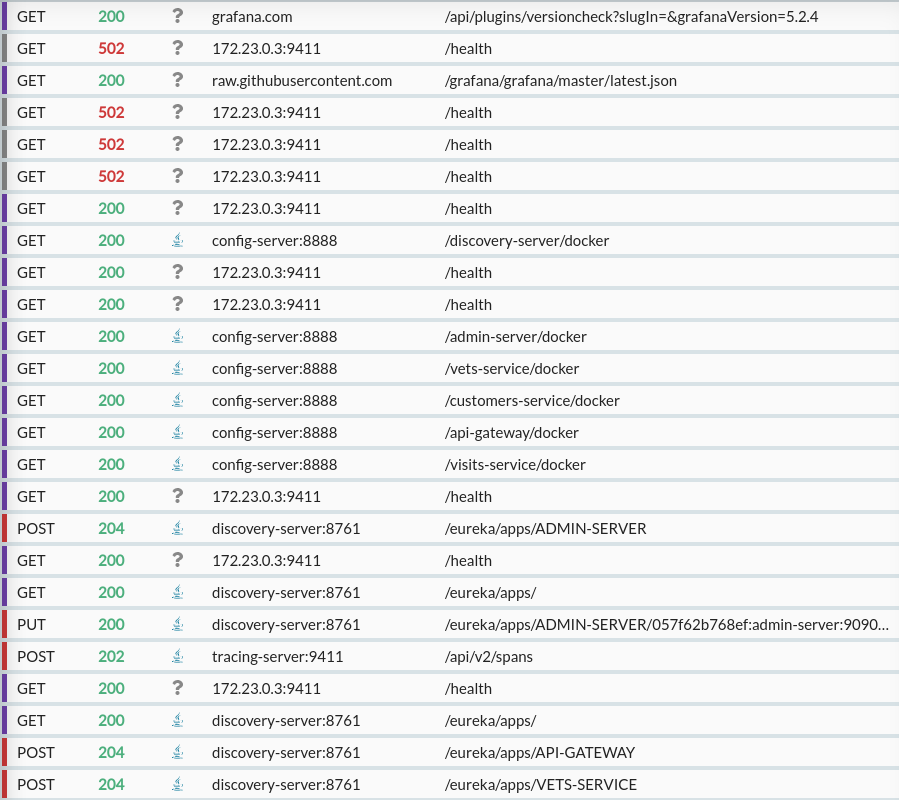 GET 200 ? grafana.com /api/plugins/versioncheck?slugIn=&grafanaVersion=5.2.4
GET 502 ? 172.23.0.3:9411 /health
GET 200 ? raw.githubusercontent.com /grafana/grafana/master/latest.json
GET 502 ? 172.23.0.3:9411 /health
GET 502 ? 172.23.0.3:9411 /health
GET 502 ? 172.23.0.3:9411 /health
GET 200 ? 172.23.0.3:9411 /health
GET 200 config-server:8888 /discovery-server/docker
GET 200 ? 172.23.0.3:9411 /health
GET 200 ? 172.23.0.3:9411 /health
GET 200 config-server:8888 /admin-server/docker
GET 200 config-server:8888 /vets-service/docker
GET 200 config-server:8888 /customers-service/docker
GET 200 config-server:8888 /api-gateway/docker
GET 200 config-server:8888 /visits-service/docker
GET 200 ? 172.23.0.3:9411 /health
POST 204 discovery-server:8761 /eureka/apps/ADMIN-SERVER
GET 200 ? 172.23.0.3:9411 /health
GET 200 discovery-server:8761 /eureka/apps/
PUT 200 discovery-server:8761 /eureka/apps/ADMIN-SERVER/057f62b768ef:admin-server:9090...
POST 202 tracing-server:9411 /api/v2/spans
GET 200 ? 172.23.0.3:9411 /health
GET 200 discovery-server:8761 /eureka/apps/
POST 204 discovery-server:8761 /eureka/apps/API-GATEWAY
POST 204 discovery-server:8761 /eureka/apps/VETS-SERVICE